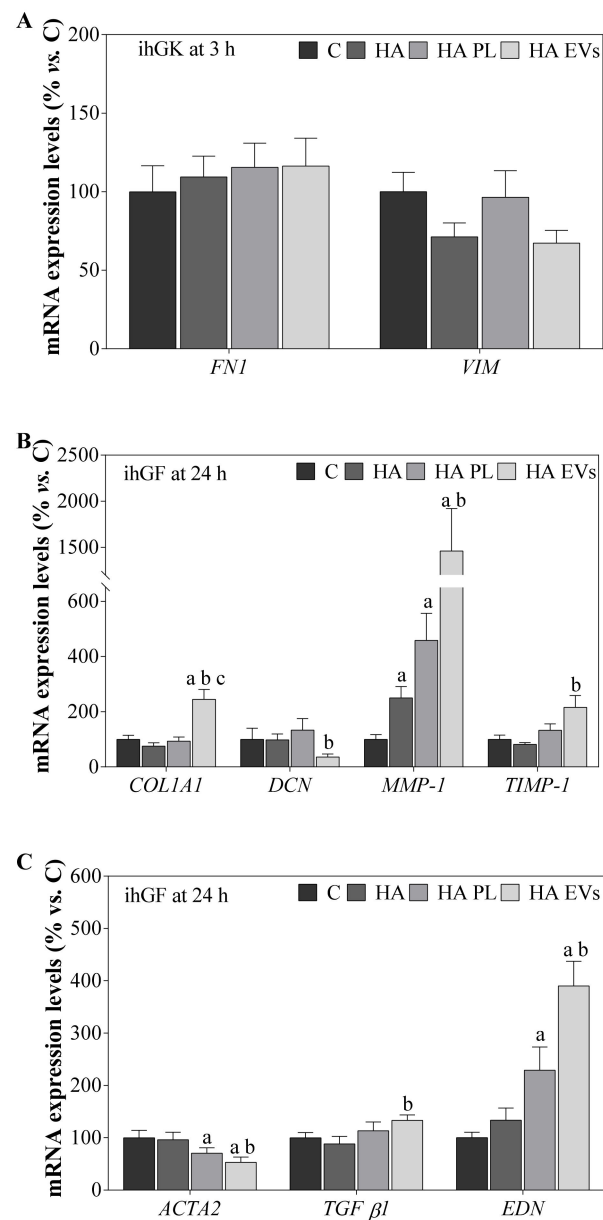 A
mRNA expression levels (% vs. C)
200
150
100
50
0
ihGK at 3 h
C HA HA PL HA EVs
FN1 VIM
B
mRNA expression levels (% vs. C)
2500
1500
600
400
200
0
ihGF at 24 h
C HA HA PL HA EVs
a b c
b
a
a
a b
b
COL1A1 DCN MMP-1 TIMP-1
C
mRNA expression levels (% vs. C)
600
500
400
300
200
100
0
ihGF at 24 h
C HA HA PL HA EVs
a
a b
b
a
a b
ACTA2 TGF β1 EDN